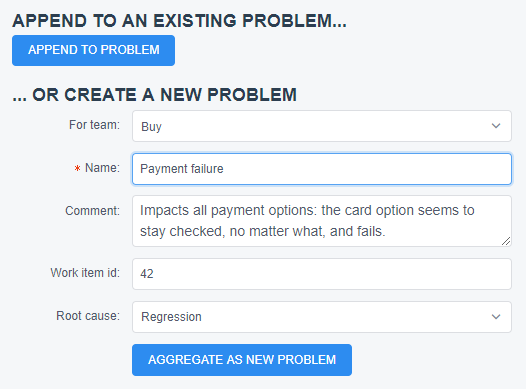 APPEND TO AN EXISTING PROBLEM...
APPEND TO PROBLEM
... OR CREATE A NEW PROBLEM
For team: Buy
* Name: Payment failure
Comment: Impacts all payment options: the card option seems to
stay checked, no matter what, and fails.
Work item id: 42
Root cause: Regression
AGGREGATE AS NEW PROBLEM